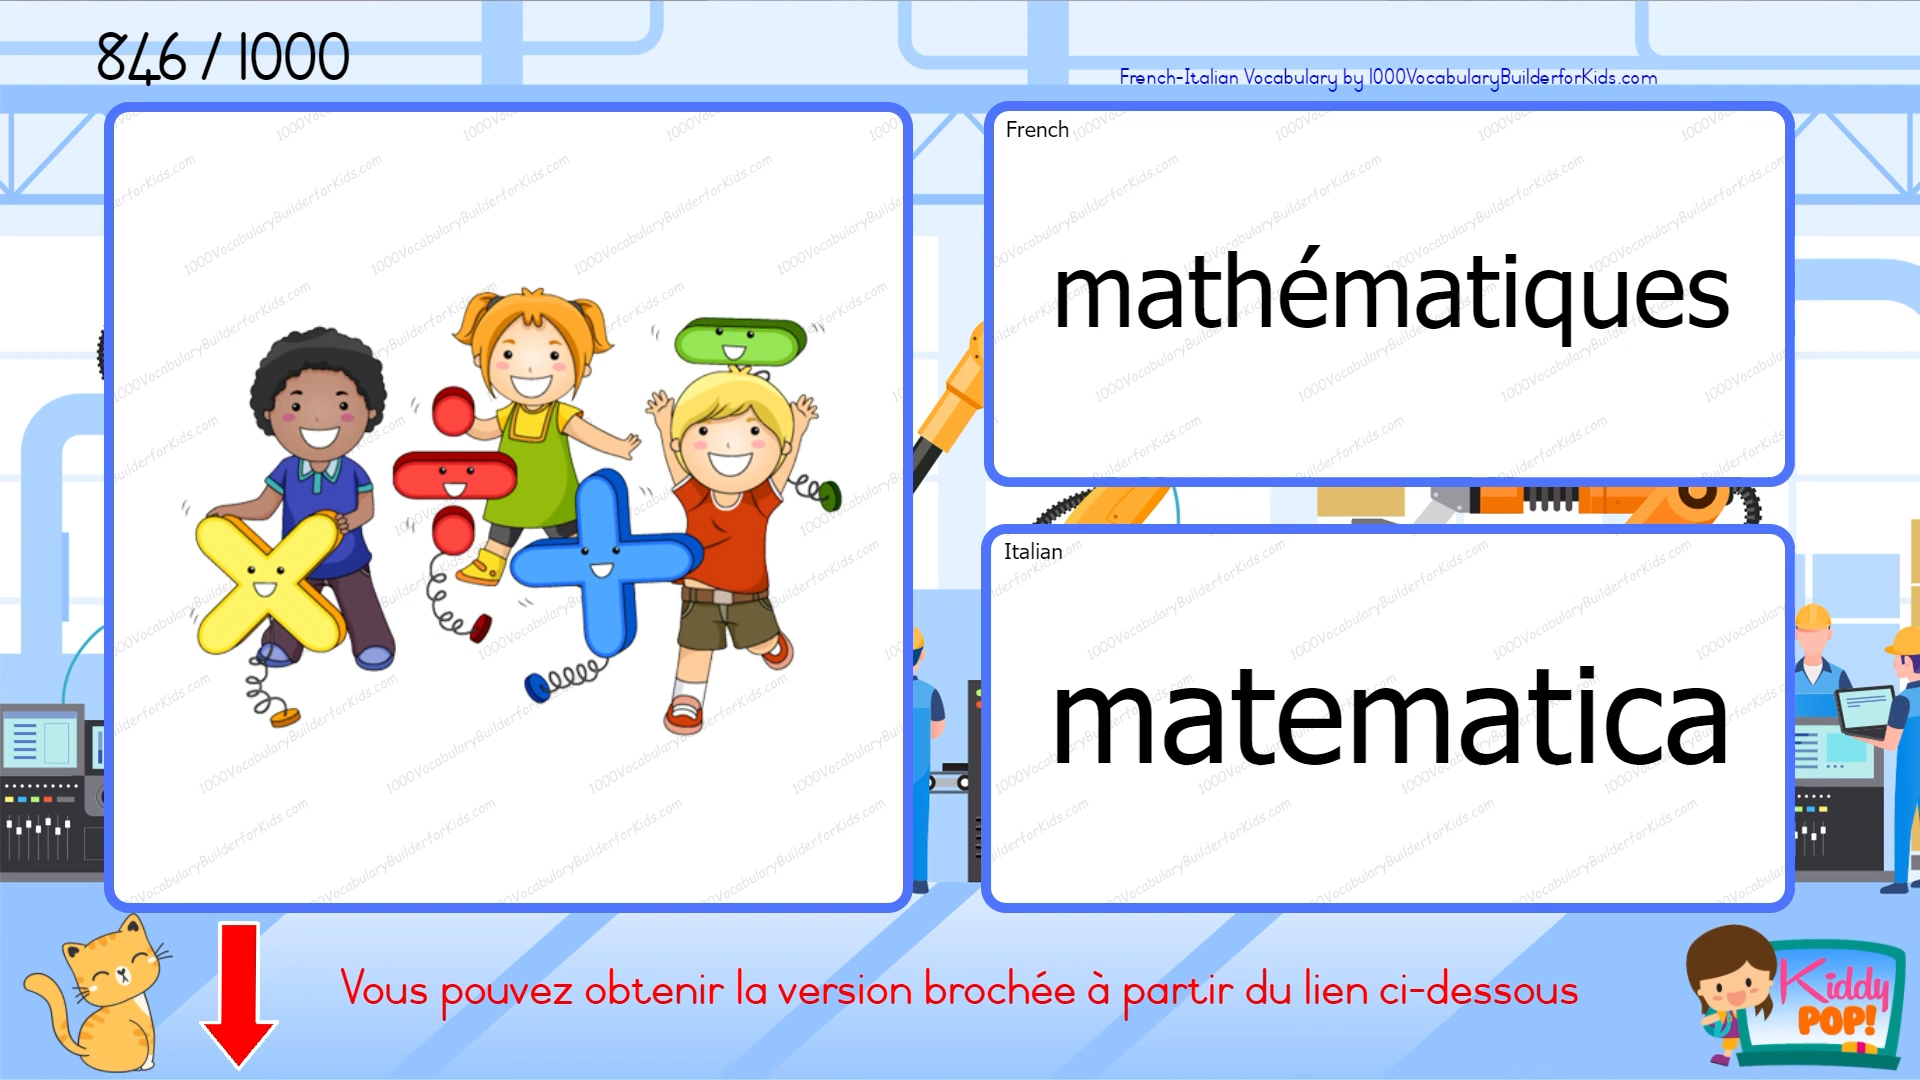 846 / 1000
French-Italian Vocabulary by 1000VocabularyBuilderforKids.com
French
mathématiques
Italian
matematica
Vous pouvez obtenir la version brochée à partir du lien ci-dessous
Kiddy
POP!